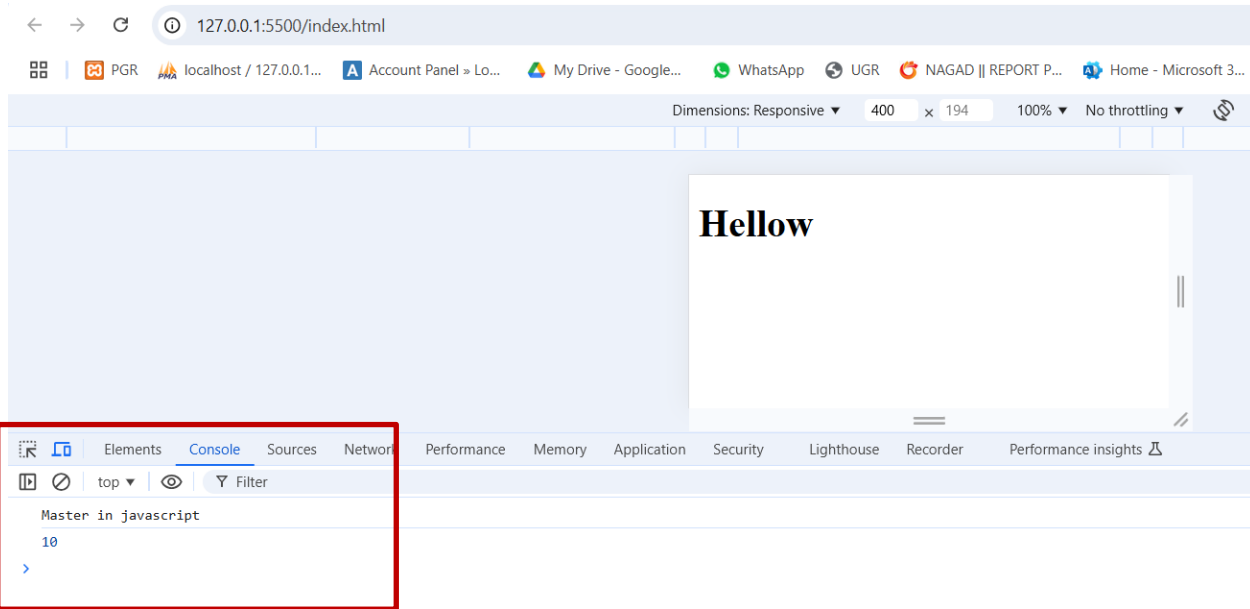 127.0.0.1:5500/index.html
PGR PMA localhost / 127.0.0.1... A Account Panel » Lo... My Drive - Google... WhatsApp UGR NAGAD || REPORT P... Home - Microsoft 3...
Dimensions: Responsive 400 x 194 100% No throttling
Hellow
Elements Console Sources Network Performance Memory Application Security Lighthouse Recorder Performance insights
top Filter
Master in javascript
10